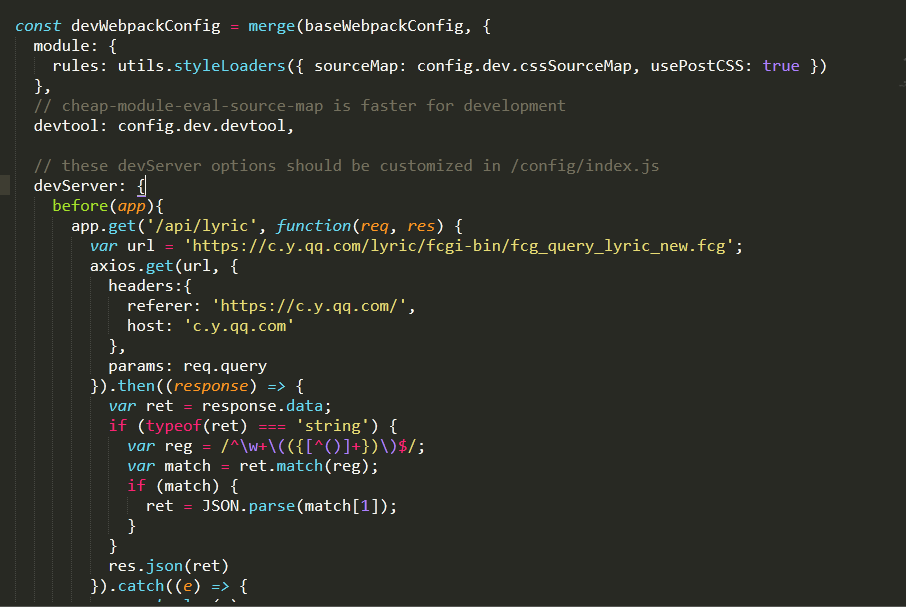 const devWebpackConfig = merge(baseWebpackConfig, {
  module: {
    rules: utils.styleLoaders({ sourceMap: config.dev.cssSourceMap, usePostCSS: true })
  },
  // cheap-module-eval-source-map is faster for development
  devtool: config.dev.devtool,
  // these devServer options should be customized in /config/index.js
  devServer: {
    before(app){
      app.get('/api/lyric', function(req, res) {
        var url = 'https://c.y.qq.com/lyric/fcgi-bin/fcg_query_lyric_new.fcg';
        axios.get(url, {
          headers:{
            referer: 'https://c.y.qq.com/',
            host: 'c.y.qq.com'
          },
          params: req.query
        }).then((response) => {
          var ret = response.data;
          if (typeof(ret) === 'string') {
            var reg = /^\w+\(({[^()]+})\)$/;
            var match = ret.match(reg);
            if (match) {
              ret = JSON.parse(match[1]);
            }
          }
          res.json(ret)
        }).catch((e) => {